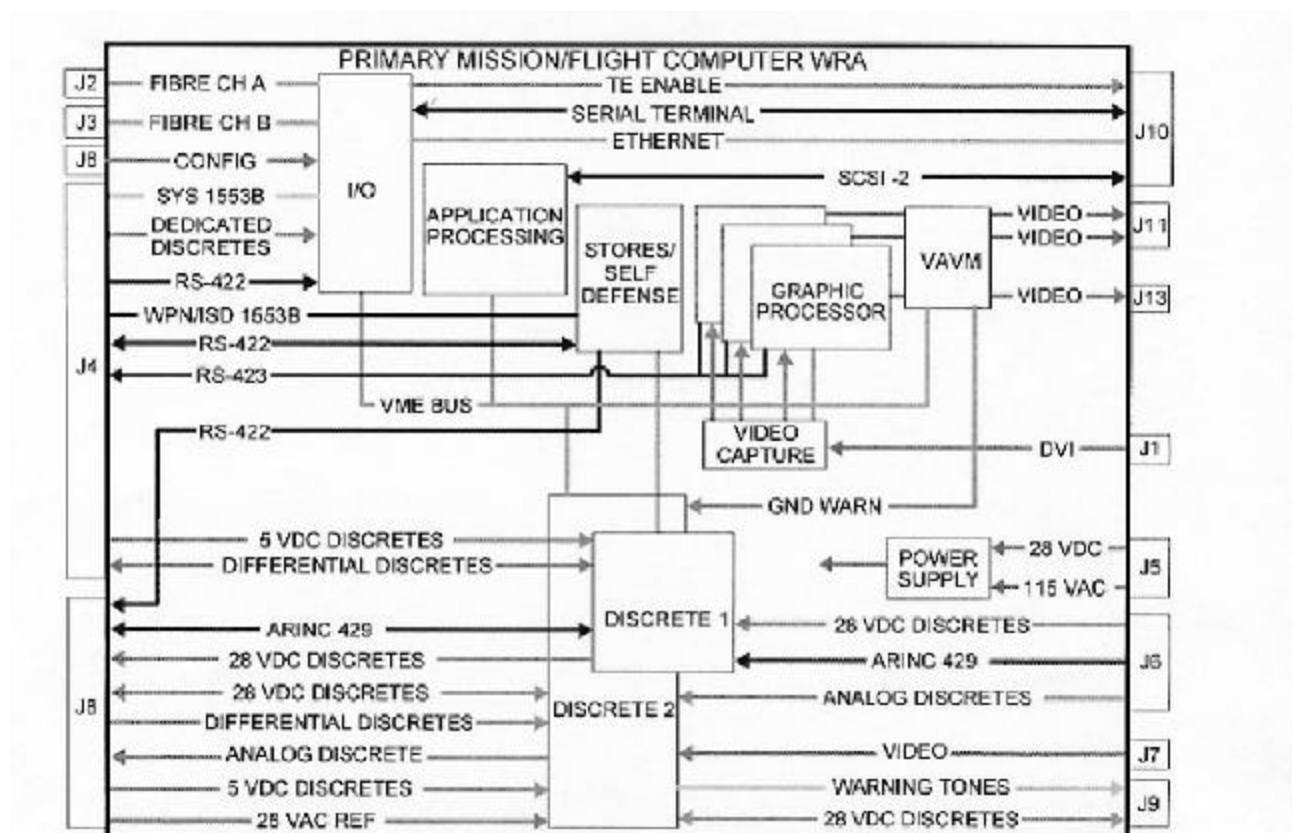 PRIMARY MISSION/FLIGHT COMPUTER WRA
J2
FIBRE CH A
TE ENABLE
J3
FIBRE CH B
SERIAL TERMINAL
J10
J8
CONFIG
ETHERNET
I/O
SCSI -2
SYS 1553B
APPLICATION
PROCESSING
DEDICATED
DISCRETES
STORES/
SELF
DEFENSE
VIDEO
J11
VIDEO
VAVM
RS-422
GRAPHIC
PROCESSOR
VIDEO
J13
WPN/ISD 1553B
RS-422
J4
RS-423
VME BUS
RS-422
VIDEO
CAPTURE
DVI
J1
GND WARN
5 VDC DISCRETES
DIFFERENTIAL DISCRETES
POWER
SUPPLY
28 VDC
J5
115 VAC
DISCRETE 1
ARINC 429
28 VDC DISCRETES
28 VDC DISCRETES
ARINC 429
J6
J8
28 VDC DISCRETES
DISCRETE 2
ANALOG DISCRETES
DIFFERENTIAL DISCRETES
ANALOG DISCRETE
VIDEO
J7
5 VDC DISCRETES
WARNING TONES
J9
26 VAC REF
28 VDC DISCRETES